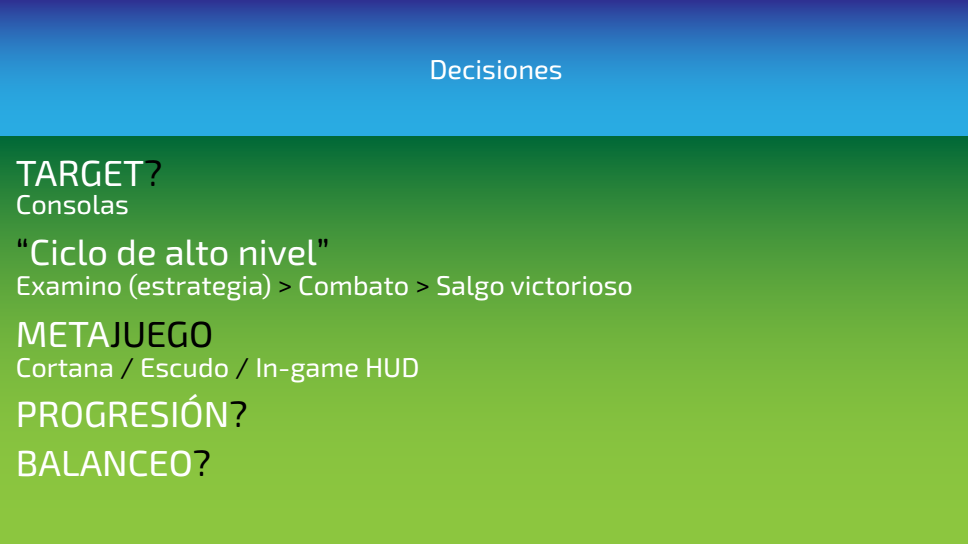 Decisiones
TARGET?
Consolas
“Ciclo de alto nivel”
Examino (estrategia) > Combato > Salgo victorioso
METAJUEGO
Cortana / Escudo / In-game HUD
PROGRESIÓN?
BALANCEO?